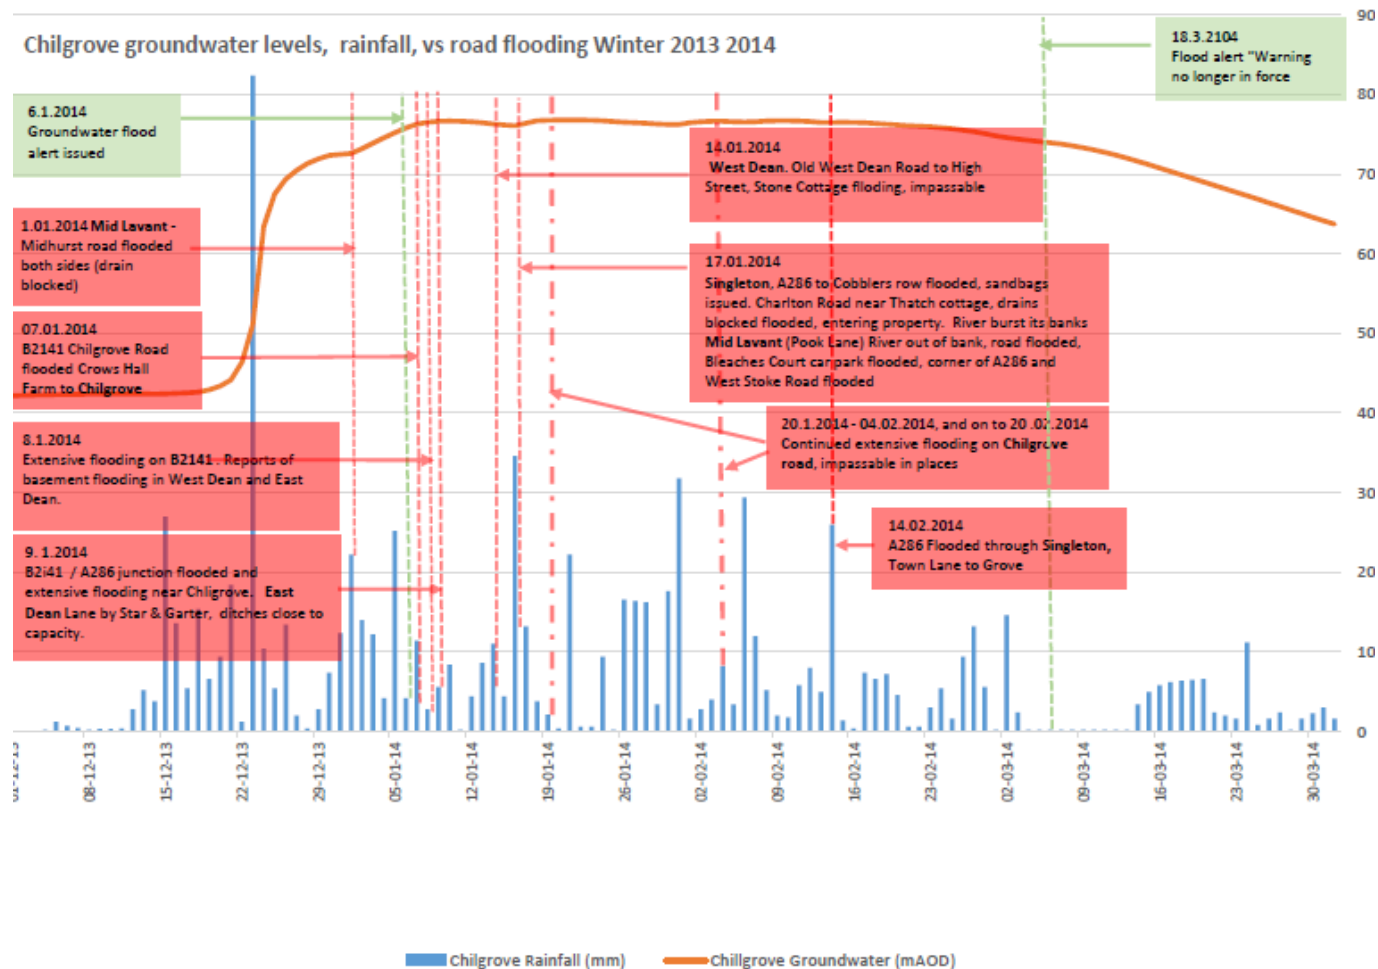 Chilgrove groundwater levels, rainfall, vs road flooding Winter 2013 2014
18.3.2104
Flood alert "Warning
no longer in force
6.1.2014
Groundwater flood
alert issued
14.01.2014
West Dean. Old West Dean Road to High
Street, Stone Cottage floding, impassable
1.01.2014 Mid Lavant -
Midhurst road flooded
both sides (drain
blocked)
17.01.2014
Singleton, A286 to Cobblers row flooded, sandbags
issued. Charlton Road near Thatch cottage, drains
blocked flooded, entering property. River burst its banks
Mid Lavant (Pook Lane) River out of bank, road flooded,
Bleaches Court car park flooded, corner of A286 and
West Stoke Road flooded
07.01.2014
B2141 Chilgrove Road
flooded Crows Hall
Farm to Chilgrove
20.1.2014 - 04.02.2014, and on to 20 .02.2014
Continued extensive flooding on Chilgrove
road, impassable in places
8.1.2014
Extensive flooding on B2141 . Reports of
basement flooding in West Dean and East
Dean.
14.02.2014
A286 Flooded through Singleton,
Town Lane to Grove
9. 1.2014
B2i41 / A286 junction flooded and
extensive flooding near Chligrove. East
Dean Lane by Star & Garter, ditches close to
capacity.
90
80
70
60
50
40
30
20
10
0
01-12-13
08-12-13
15-12-13
22-12-13
29-12-13
05-01-14
12-01-14
19-01-14
26-01-14
02-02-14
09-02-14
16-02-14
23-02-14
02-03-14
09-03-14
16-03-14
23-03-14
30-03-14
Chilgrove Rainfall (mm)
Chillgrove Groundwater (mAOD)